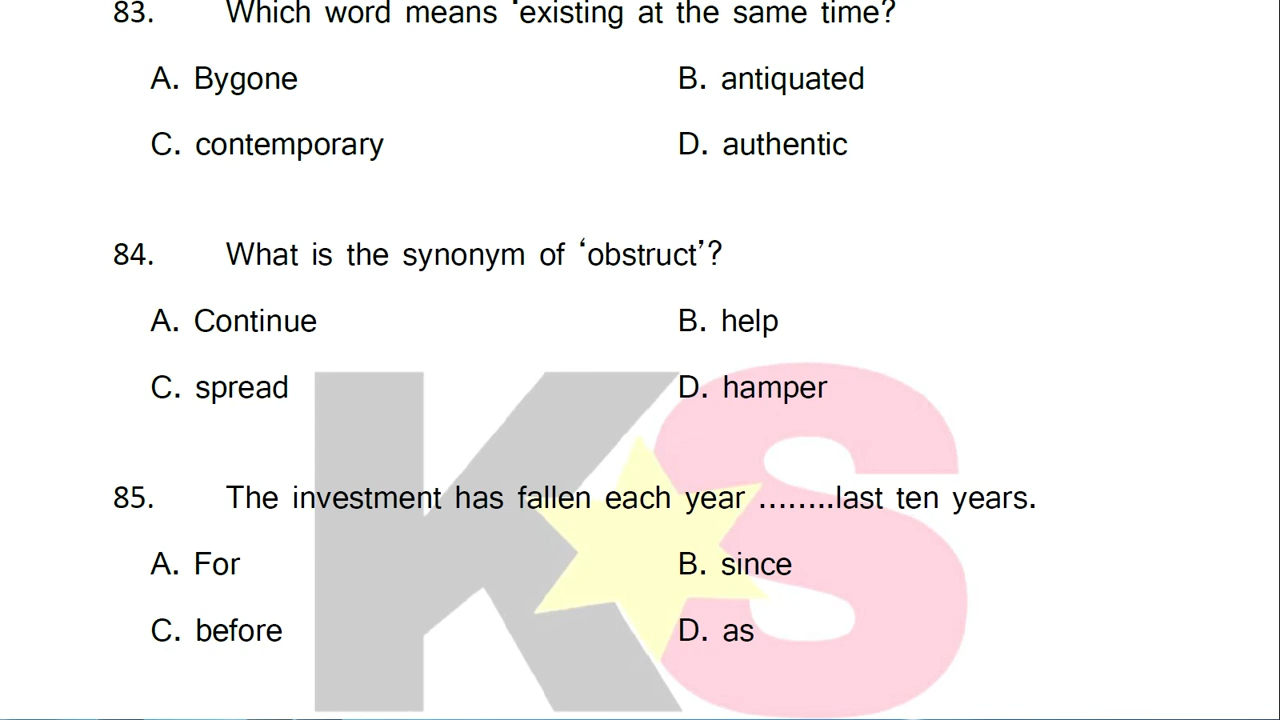 83. Which word means ‘existing at the same time?
A. Bygone B. antiquated
C. contemporary D. authentic
84. What is the synonym of ‘obstruct’?
A. Continue B. help
C. spread D. hamper
85. The investment has fallen each year ........last ten years.
A. For B. since
C. before D. as
KS